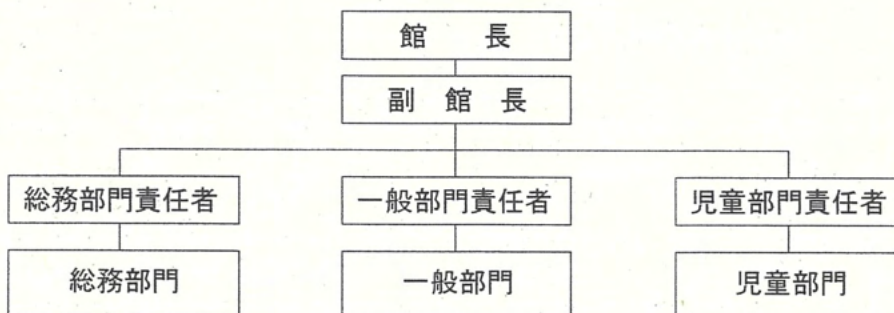 館　長
副　館　長
総務部門責任者　一般部門責任者　児童部門責任者
総務部門　一般部門　児童部門